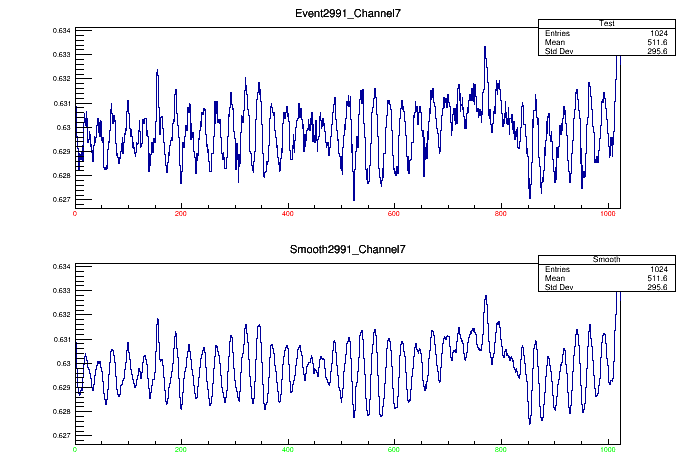 Event2991_Channel7
Test
Entries 1024
Mean 511.6
Std Dev 295.6
0.634
0.633
0.632
0.631
0.63
0.629
0.628
0.627
0 200 400 600 800 1000
Smooth2991_Channel7
Smooth
Entries 1024
Mean 511.6
Std Dev 295.6
0.634
0.633
0.632
0.631
0.63
0.629
0.628
0.627
0 200 400 600 800 1000